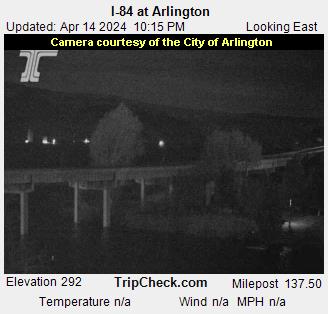 I-84 at Arlington
Updated: Apr 14 2024 10:15 PM Looking East
Camera courtesy of the City of Arlington
Elevation 292 TripCheck.com Milepost 137.50
Temperature n/a Wind n/a MPH n/a